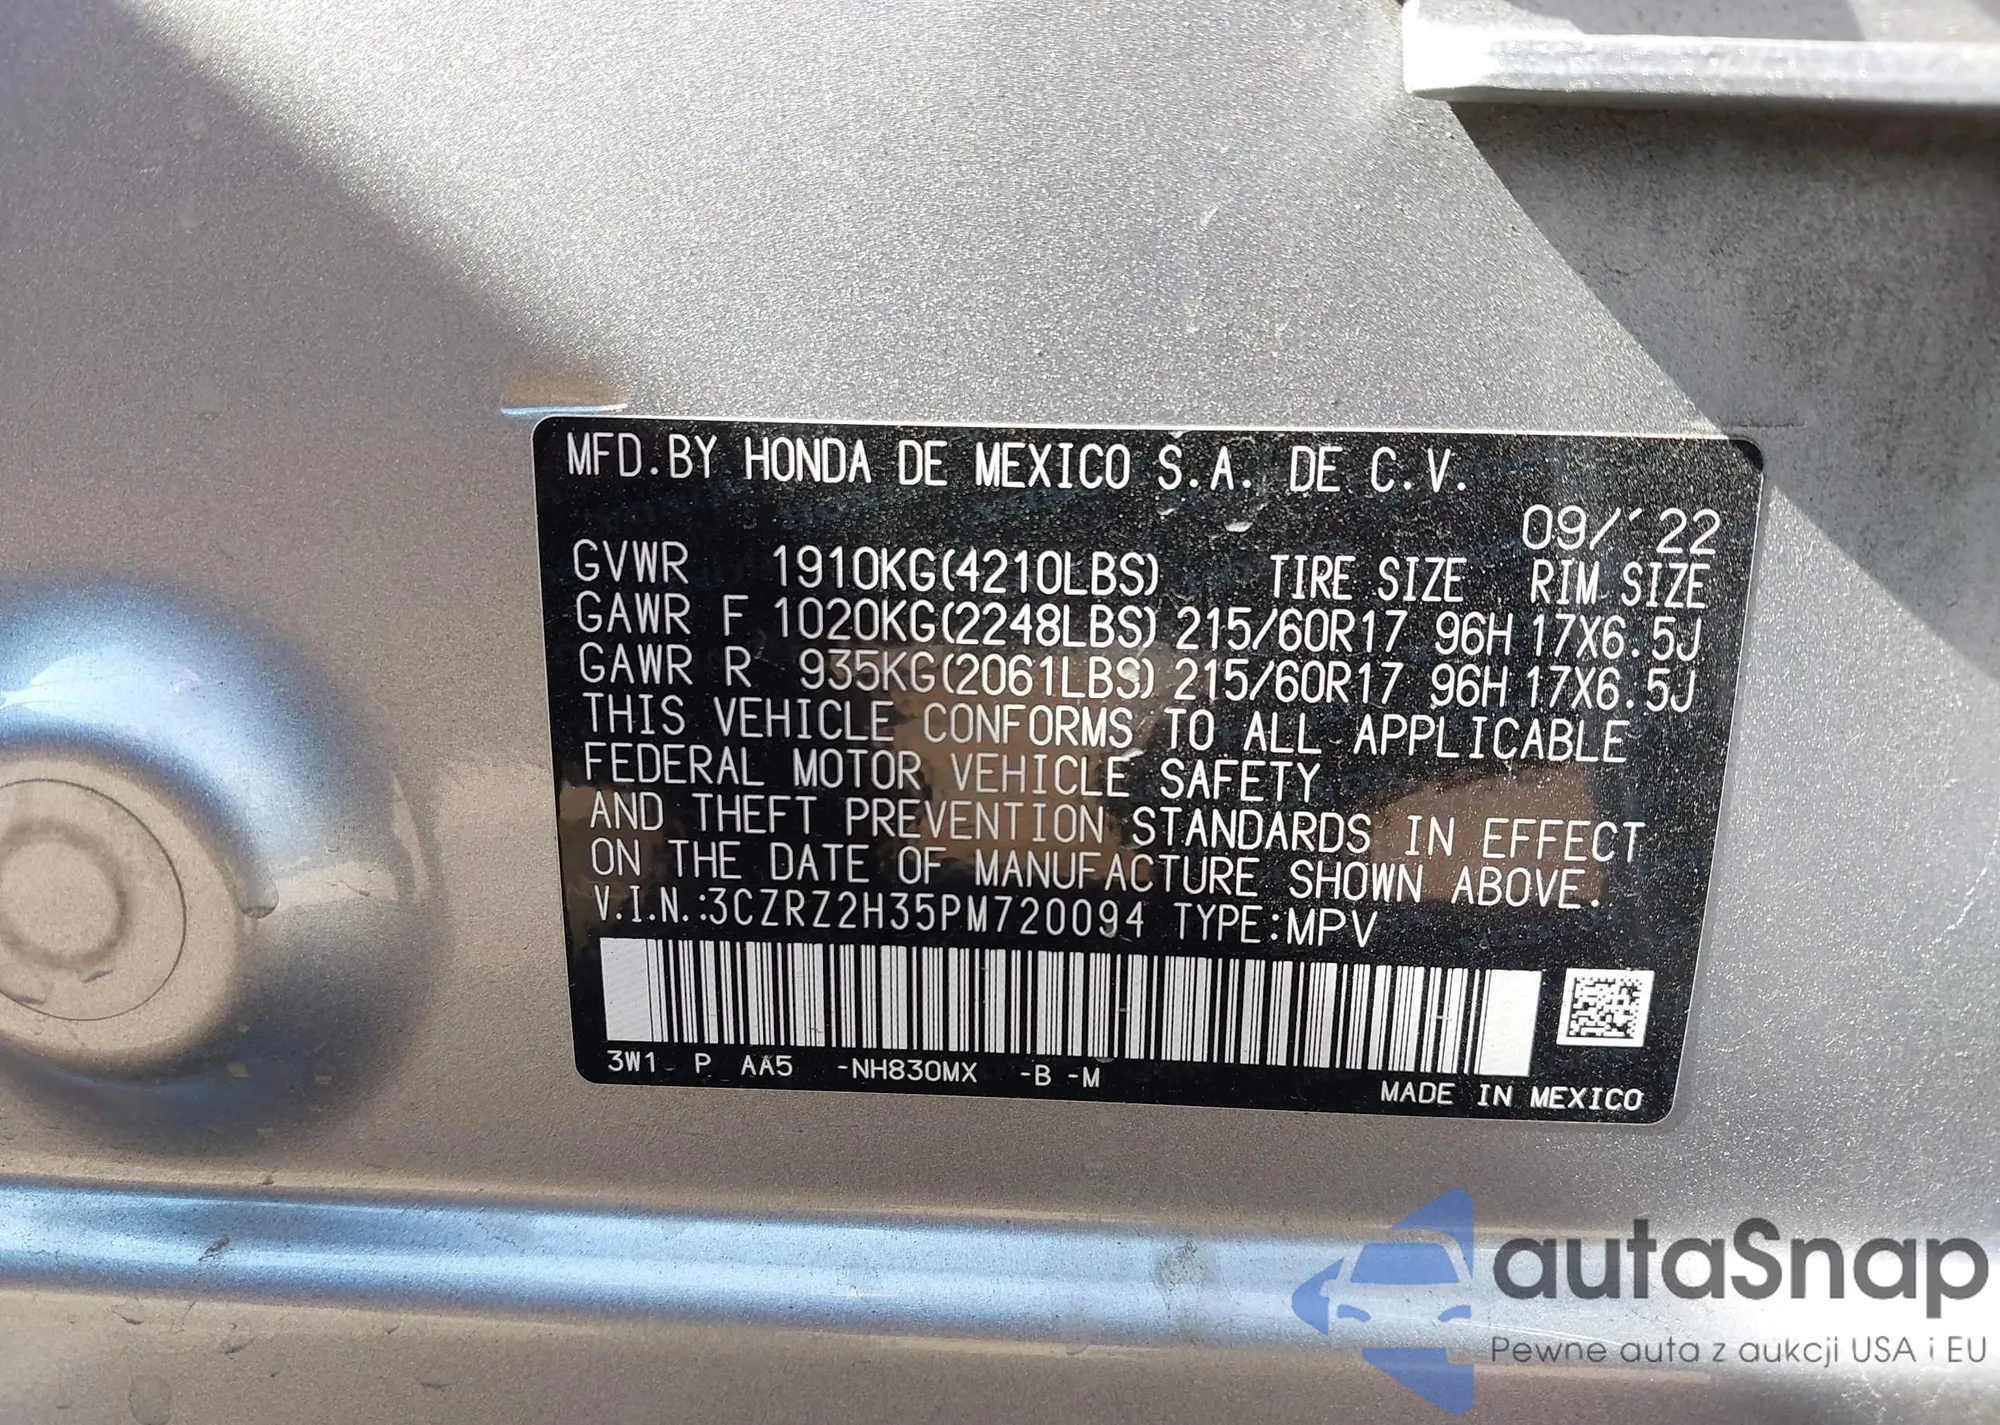 MFD.BY HONDA DE MEXICO S.A. DE C.V.
09/'22
GVWR 1910KG(4210LBS) TIRE SIZE RIM SIZE
GAWR F 1020KG(2248LBS) 215/60R17 96H 17X6.5J
GAWR R 935KG(2061LBS) 215/60R17 96H 17X6.5J
THIS VEHICLE CONFORMS TO ALL APPLICABLE
FEDERAL MOTOR VEHICLE SAFETY
AND THEFT PREVENTION STANDARDS IN EFFECT
ON THE DATE OF MANUFACTURE SHOWN ABOVE.
V.I.N.:3CZRZ2H35PM720094 TYPE:MPV
3W1 P AA5 -NH830MX -B -M
MADE IN MEXICO
autaSnap
Pewne auta z aukcji USA i EU